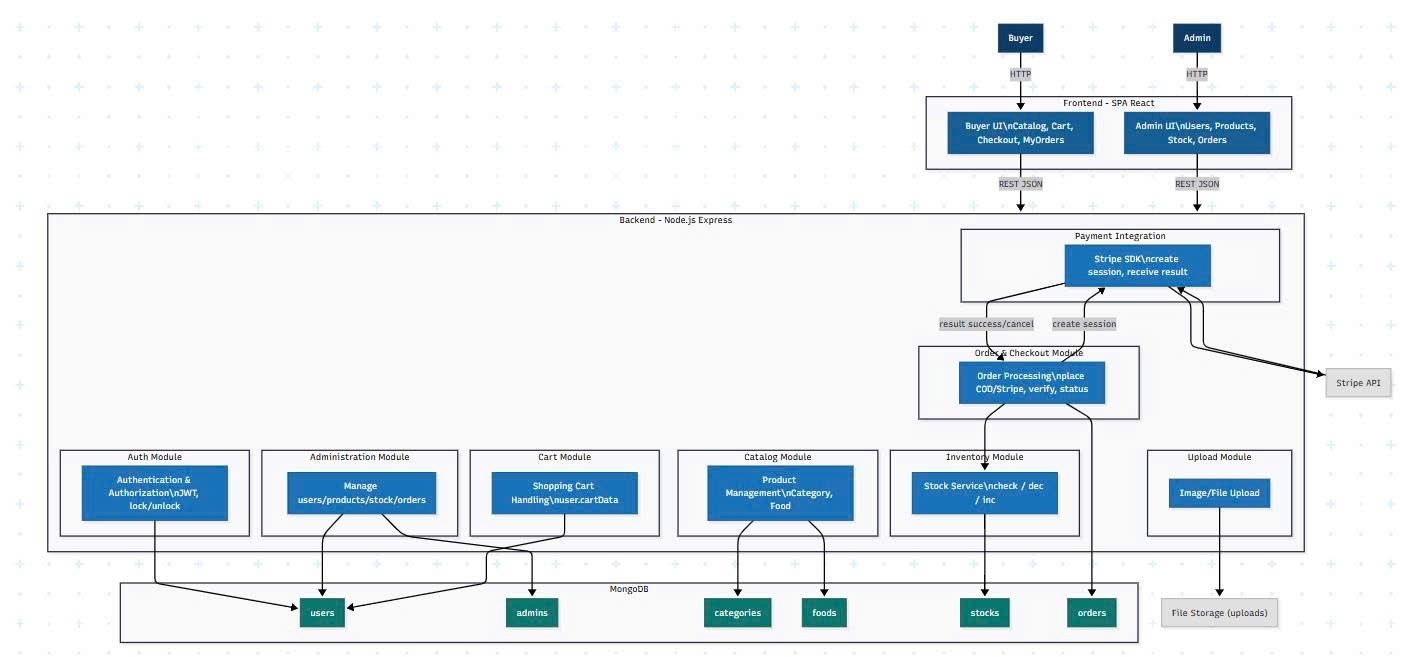 Buyer
Admin
HTTP
HTTP
Frontend - SPA React
Buyer UI\nCatalog, Cart,
Checkout, MyOrders
Admin UI\nUsers, Products,
Stock, Orders
REST JSON
REST JSON
Backend - Node.js Express
Payment Integration
Stripe SDK\ncreate
session, receive result
result success/cancel
create session
Order & Checkout Module
Order Processing\nplace
COD/Stripe, verify, status
Stripe API
Auth Module
Authentication &
Authorization\nJWT,
lock/unlock
Administration Module
Manage
users/products/stock/orders
Cart Module
Shopping Cart
Handling\nuser.cartData
Catalog Module
Product
Management\nCategory,
Food
Inventory Module
Stock Service\ncheck / dec
/ inc
Upload Module
Image/File Upload
MongoDB
users
admins
categories
foods
stocks
orders
File Storage (uploads)